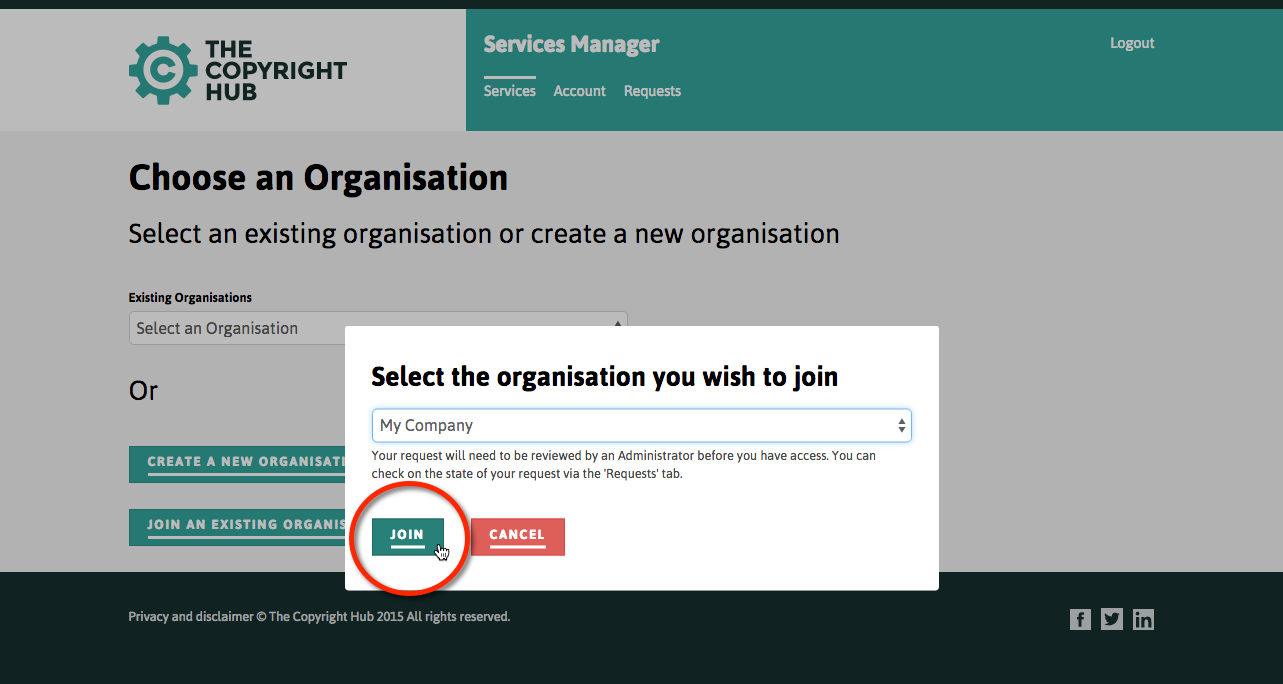 THE
COPYRIGHT
HUB
Services Manager
Logout
Services Account Requests
Choose an Organisation
Select an existing organisation or create a new organisation
Existing Organisations
Select an Organisation
Or
CREATE A NEW ORGANISATI
JOIN AN EXISTING ORGANIS
Select the organisation you wish to join
My Company
Your request will need to be reviewed by an Administrator before you have access. You can
check on the state of your request via the 'Requests' tab.
JOIN
CANCEL
Privacy and disclaimer © The Copyright Hub 2015 All rights reserved.